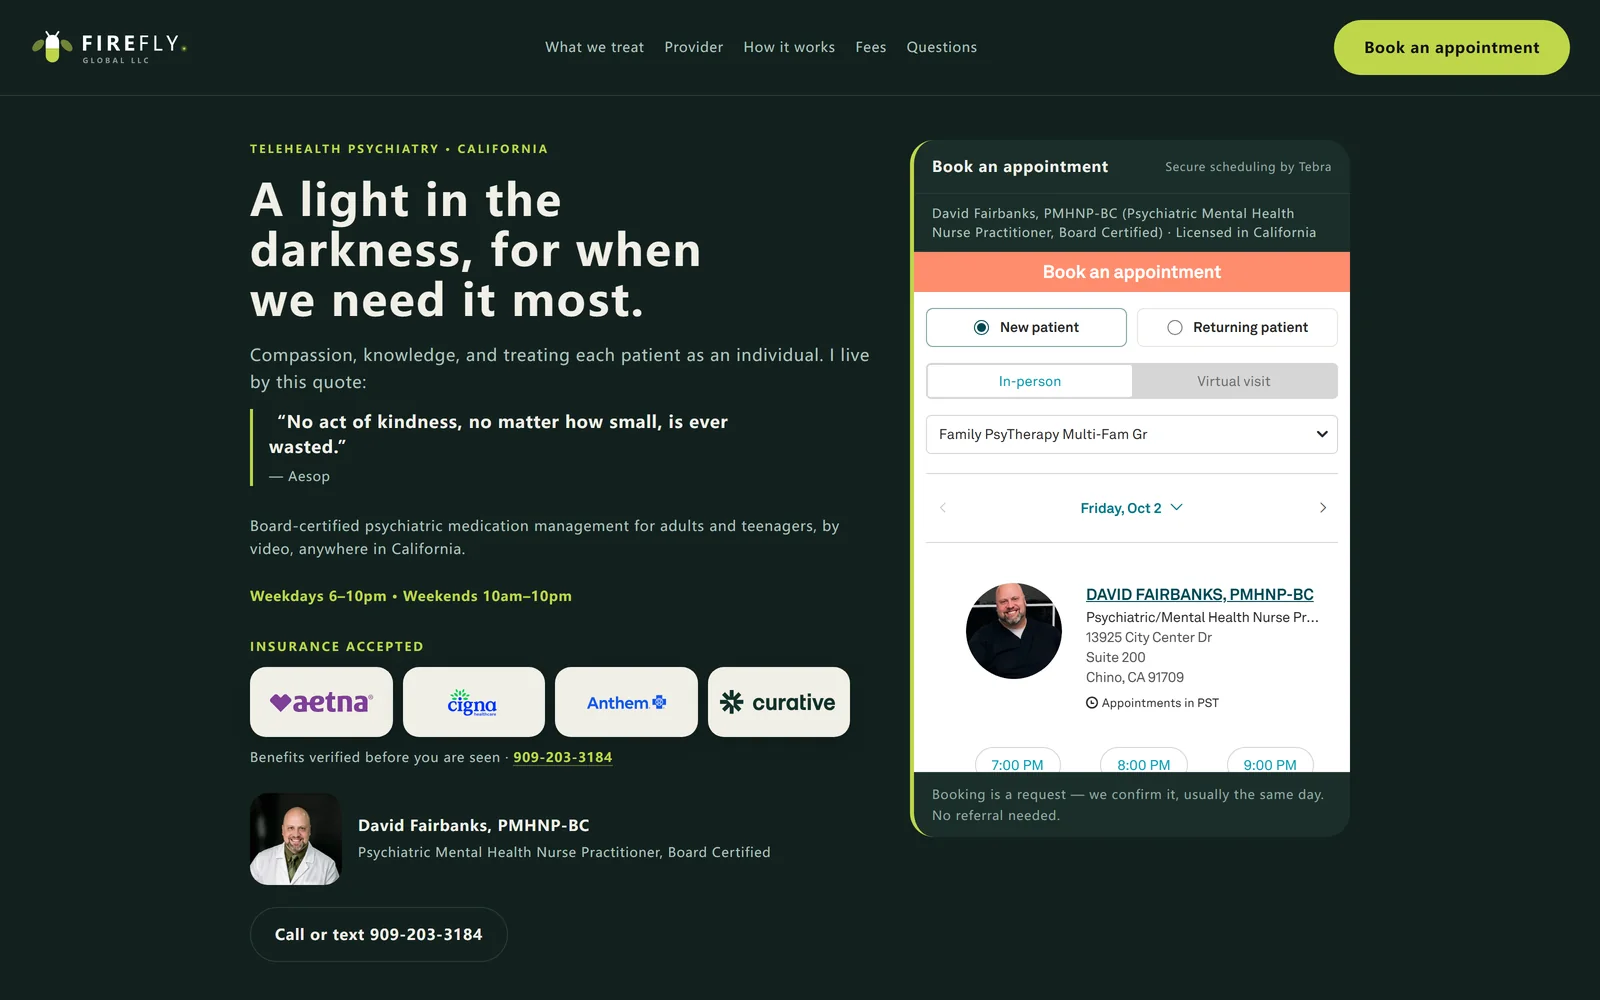 FIREFLY
GLOBAL LLC
What we treat
Provider
How it works
Fees
Questions
Book an appointment
TELEHEALTH PSYCHIATRY • CALIFORNIA
A light in the
darkness, for when
we need it most.
Compassion, knowledge, and treating each patient as an individual. I live
by this quote:
“No act of kindness, no matter how small, is ever
wasted.”
— Aesop
Board-certified psychiatric medication management for adults and teenagers, by
video, anywhere in California.
Weekdays 6–10pm • Weekends 10am–10pm
INSURANCE ACCEPTED
aetna®
cigna
healthcare
Anthem
curative
Benefits verified before you are seen · 909-203-3184
David Fairbanks, PMHNP-BC
Psychiatric Mental Health Nurse Practitioner, Board Certified
Call or text 909-203-3184
Book an appointment
Secure scheduling by Tebra
David Fairbanks, PMHNP-BC (Psychiatric Mental Health
Nurse Practitioner, Board Certified) · Licensed in California
Book an appointment
New patient
Returning patient
In-person
Virtual visit
Family PsyTherapy Multi-Fam Gr
Friday, Oct 2
DAVID FAIRBANKS, PMHNP-BC
Psychiatric/Mental Health Nurse Pr...
13925 City Center Dr
Suite 200
Chino, CA 91709
Appointments in PST
7:00 PM
8:00 PM
9:00 PM
Booking is a request — we confirm it, usually the same day.
No referral needed.